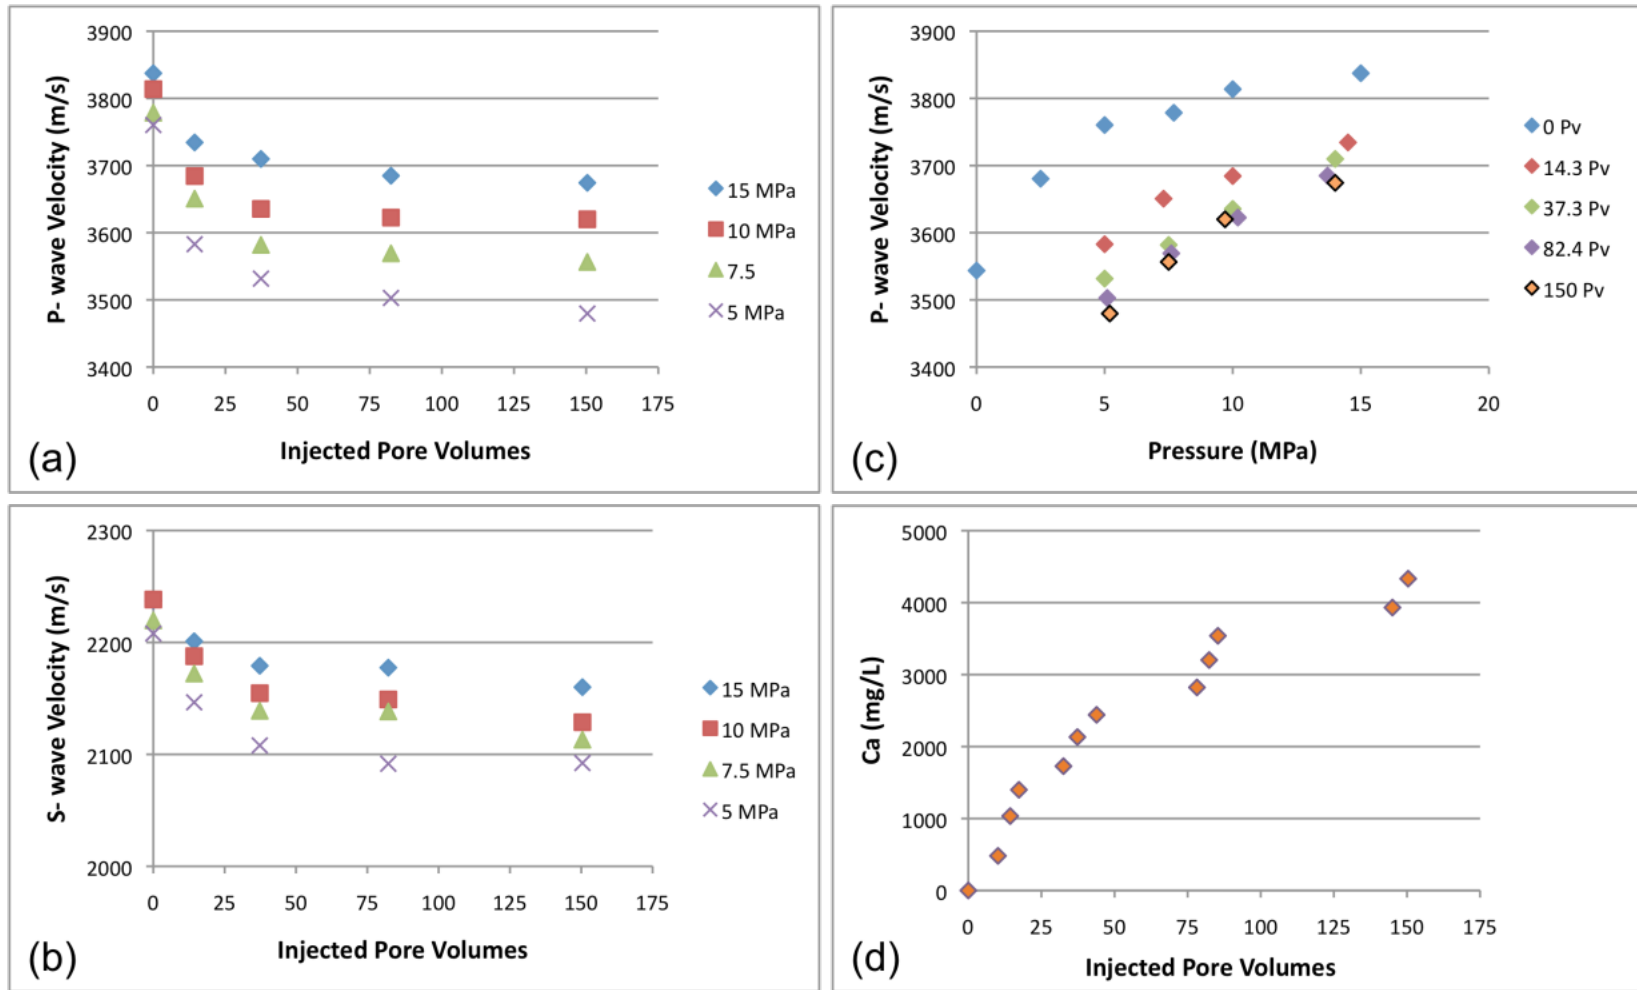 3900
3800
3700
3600
3500
3400
P- wave Velocity (m/s)
0 25 50 75 100 125 150 175
Injected Pore Volumes
15 MPa
10 MPa
7.5
5 MPa
(a)
3900
3800
3700
3600
3500
3400
P- wave Velocity (m/s)
0 5 10 15 20
Pressure (MPa)
0 Pv
14.3 Pv
37.3 Pv
82.4 Pv
150 Pv
(c)
2300
2200
2100
2000
S- wave Velocity (m/s)
0 25 50 75 100 125 150 175
Injected Pore Volumes
15 MPa
10 MPa
7.5 MPa
5 MPa
(b)
5000
4000
3000
2000
1000
0
Ca (mg/L)
0 25 50 75 100 125 150 175
Injected Pore Volumes
(d)